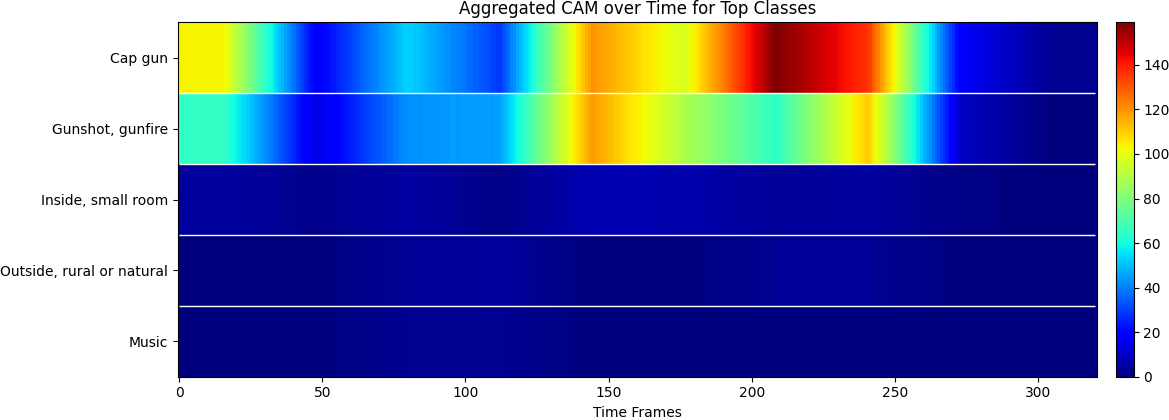 Aggregated CAM over Time for Top Classes
Cap gun
Gunshot, gunfire
Inside, small room
Outside, rural or natural
Music
0 50 100 150 200 250 300
Time Frames
140
120
100
80
60
40
20
0